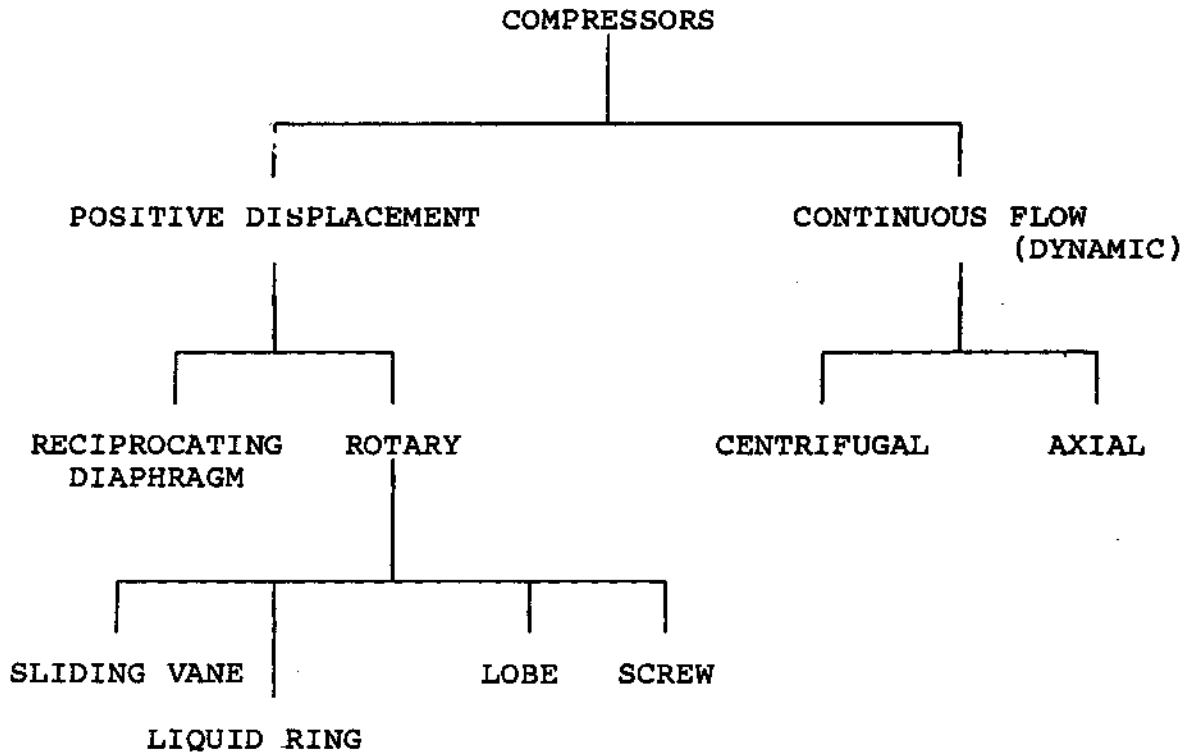 COMPRESSORS
POSITIVE DISPLACEMENT
CONTINUOUS FLOW
(DYNAMIC)
RECIPROCATING
DIAPHRAGM
ROTARY
CENTRIFUGAL
AXIAL
SLIDING VANE
LIQUID RING
LOBE
SCREW